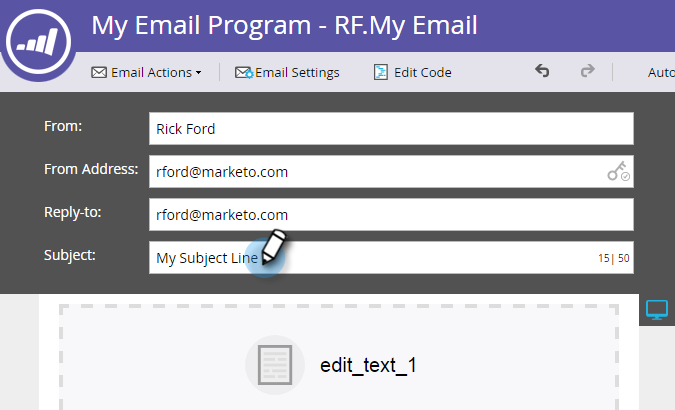 My Email Program - RF.My Email
Email Actions Email Settings Edit Code Auto
From: Rick Ford
From Address: rford@marketo.com
Reply-to: rford@marketo.com
Subject: My Subject Line 15| 50
edit_text_1